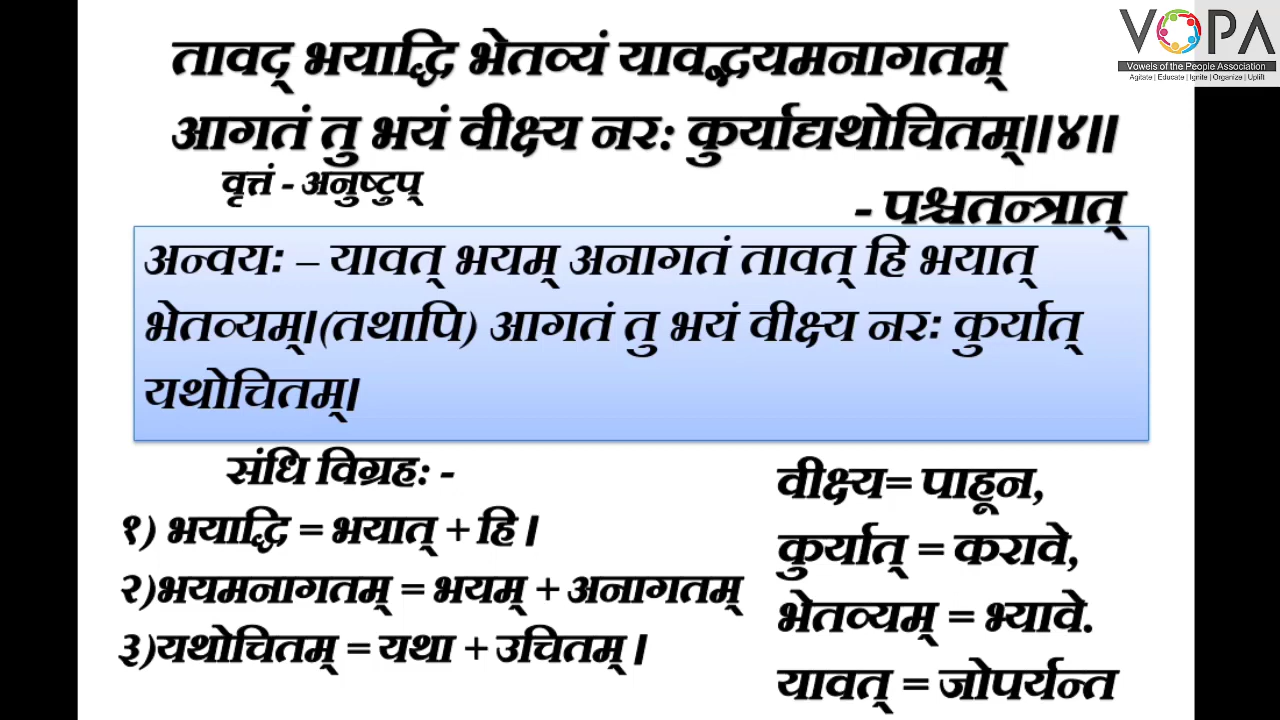 VOPA
Vowels of the People Association
Agitate | Educate | Ignite | Organize | Uplift
तावद् भयाद्धि भेतव्यं यावद्भयमनागतम्
आगतं तु भयं वीक्ष्य नर: कुर्याद्यथोचितम्॥४॥
वृत्तं - अनुष्टुप्
- पञ्चतन्त्रात्
अन्वयः – यावत् भयम् अनागतं तावत् हि भयात्
भेतव्यम्।(तथापि) आगतं तु भयं वीक्ष्य नरः कुर्यात्
यथोचितम्।
संधि विग्रह: -
१) भयाद्धि = भयात् + हि ।
२)भयमनागतम् = भयम् + अनागतम्
३)यथोचितम् = यथा + उचितम् ।
वीक्ष्य= पाहून,
कुर्यात् = करावे,
भेतव्यम् = भ्यावे.
यावत् = जोपर्यन्त